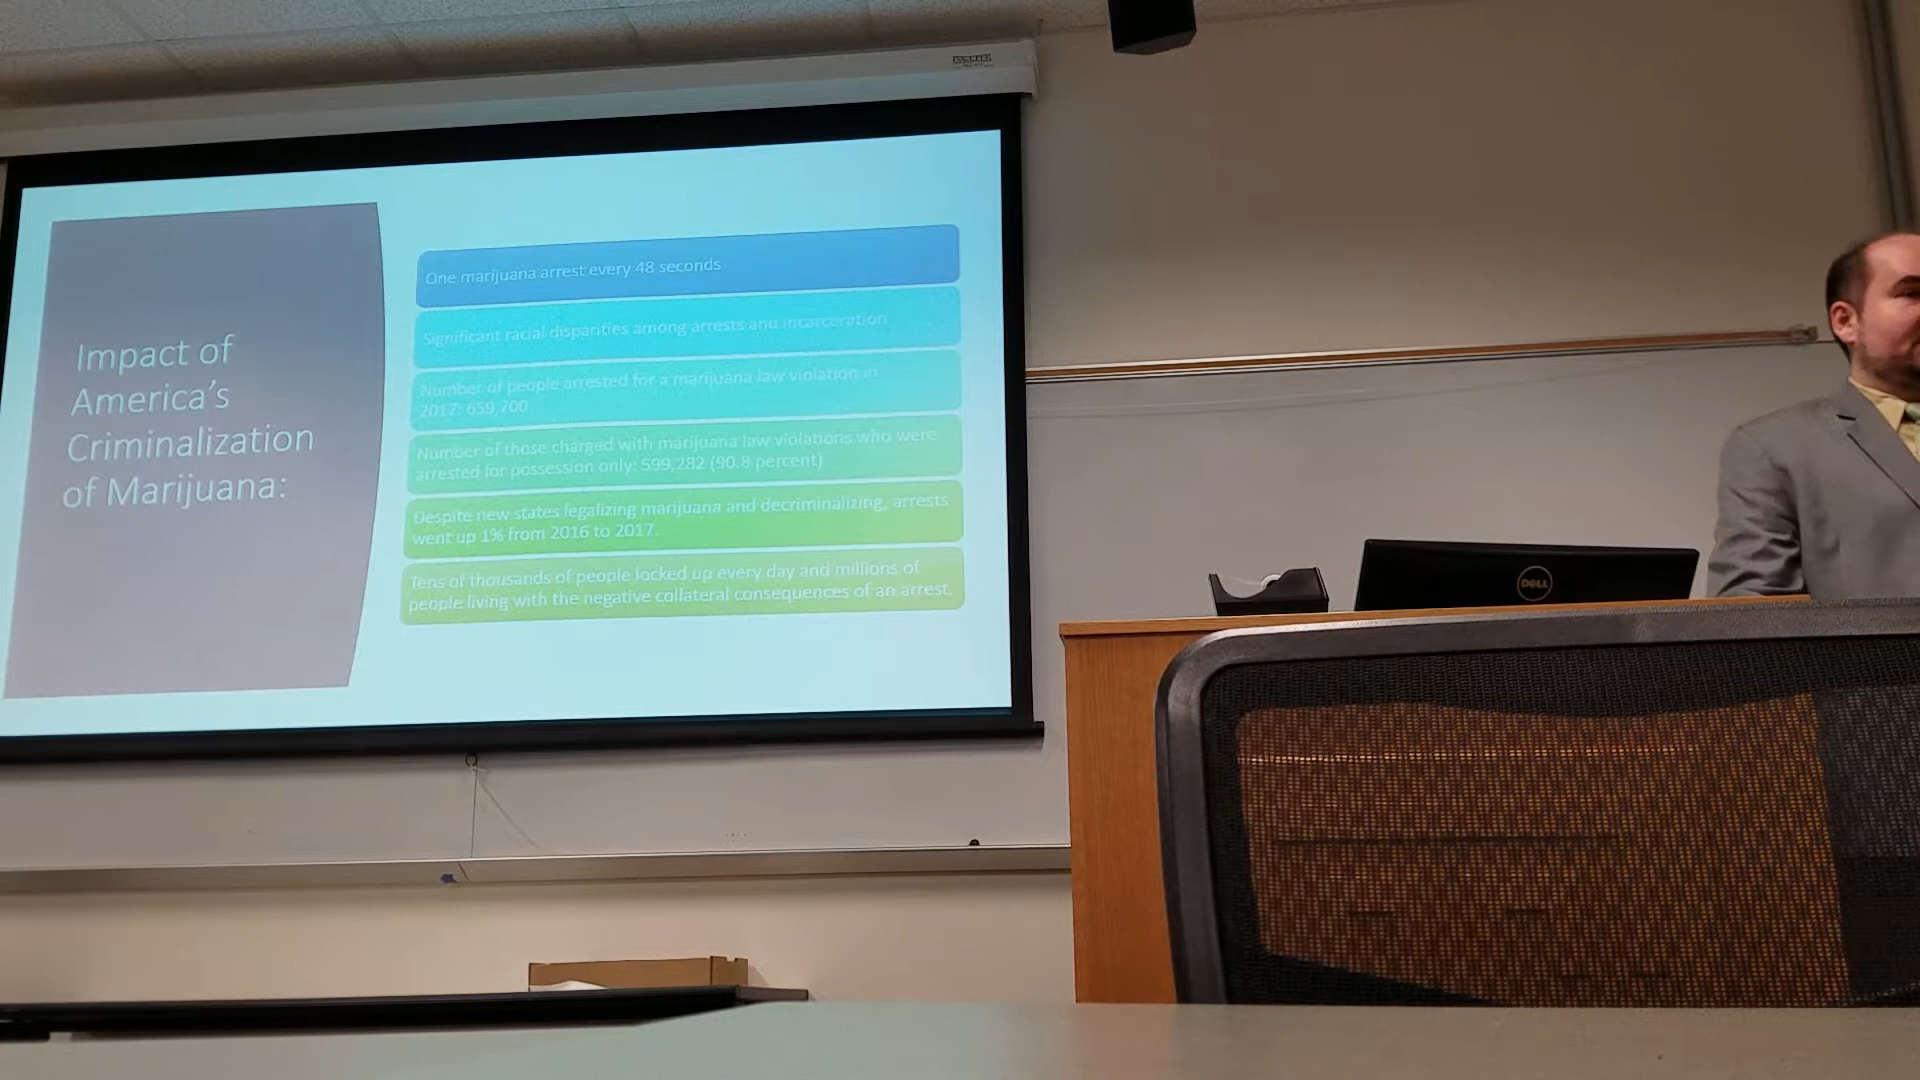 Impact of
America's
Criminalization
of Marijuana:
One marijuana arrest every 48 seconds
Significant racial disparities among arrests and incarceration
Number of people arrested for a marijuana law violation in
2017: 659,700
Number of those charged with marijuana law violations who were
arrested for possession only: 599,282 (90.8 percent)
Despite new states legalizing marijuana and decriminalizing, arrests
went up 1% from 2016 to 2017.
Tens of thousands of people locked up every day and millions of
people living with the negative collateral consequences of an arrest.
DELL